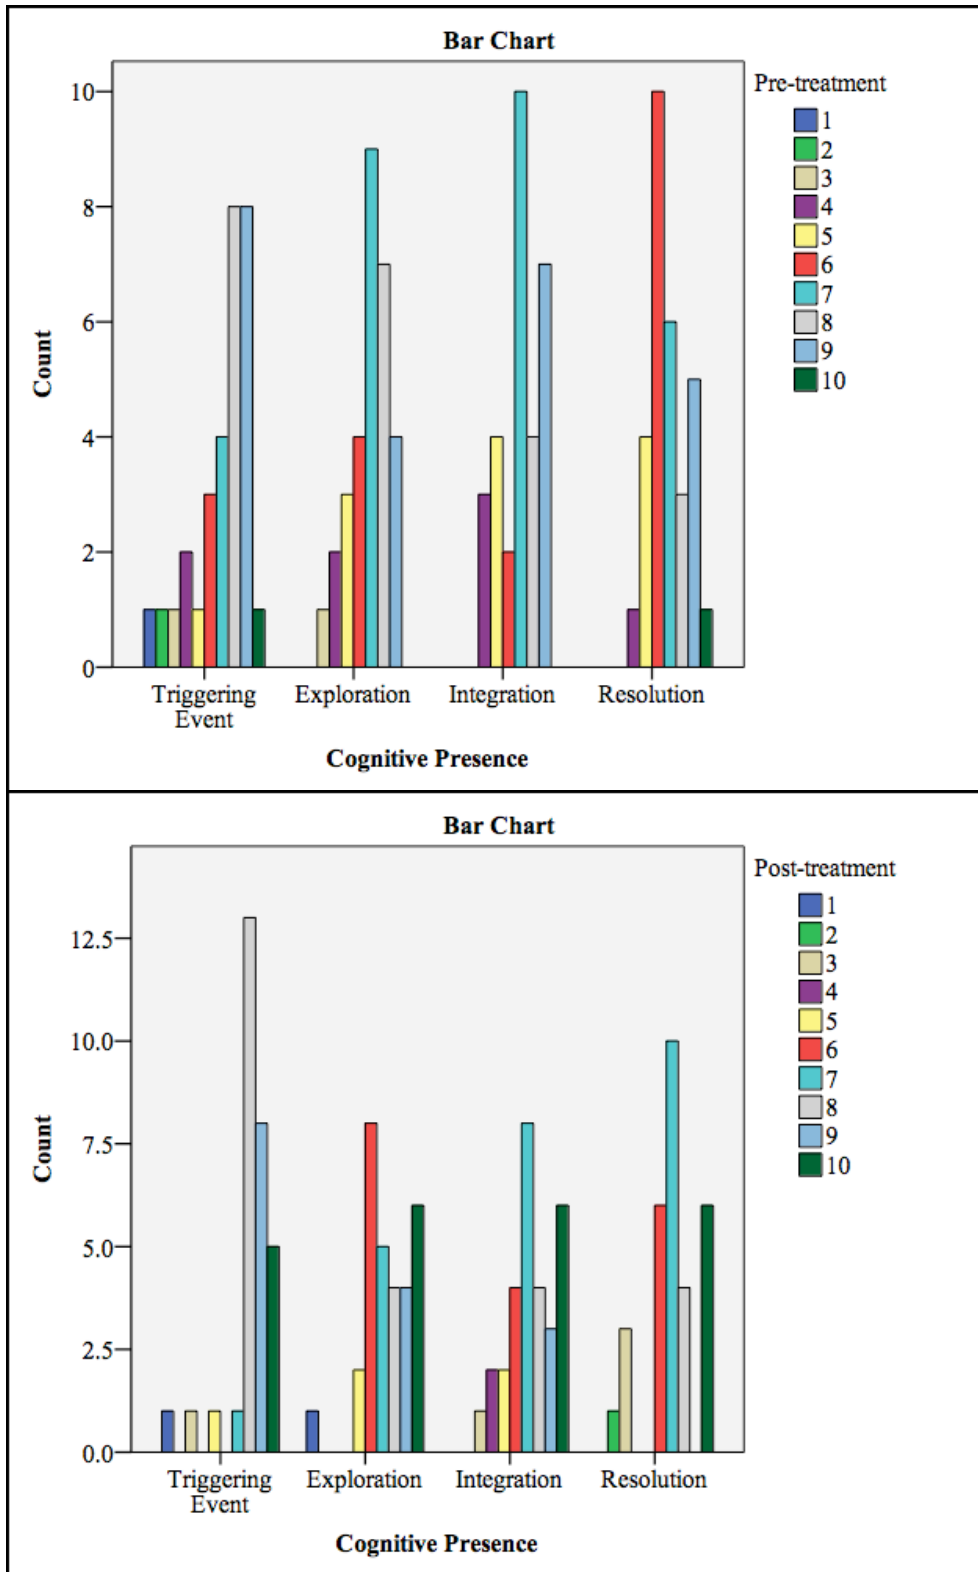 Bar Chart
Pre-treatment
1
2
3
4
5
6
7
8
9
10
Count
10
8
6
4
2
0
Triggering Event
Exploration
Integration
Resolution
Cognitive Presence
Bar Chart
Post-treatment
1
2
3
4
5
6
7
8
9
10
Count
12.5
10.0
7.5
5.0
2.5
0.0
Triggering Event
Exploration
Integration
Resolution
Cognitive Presence